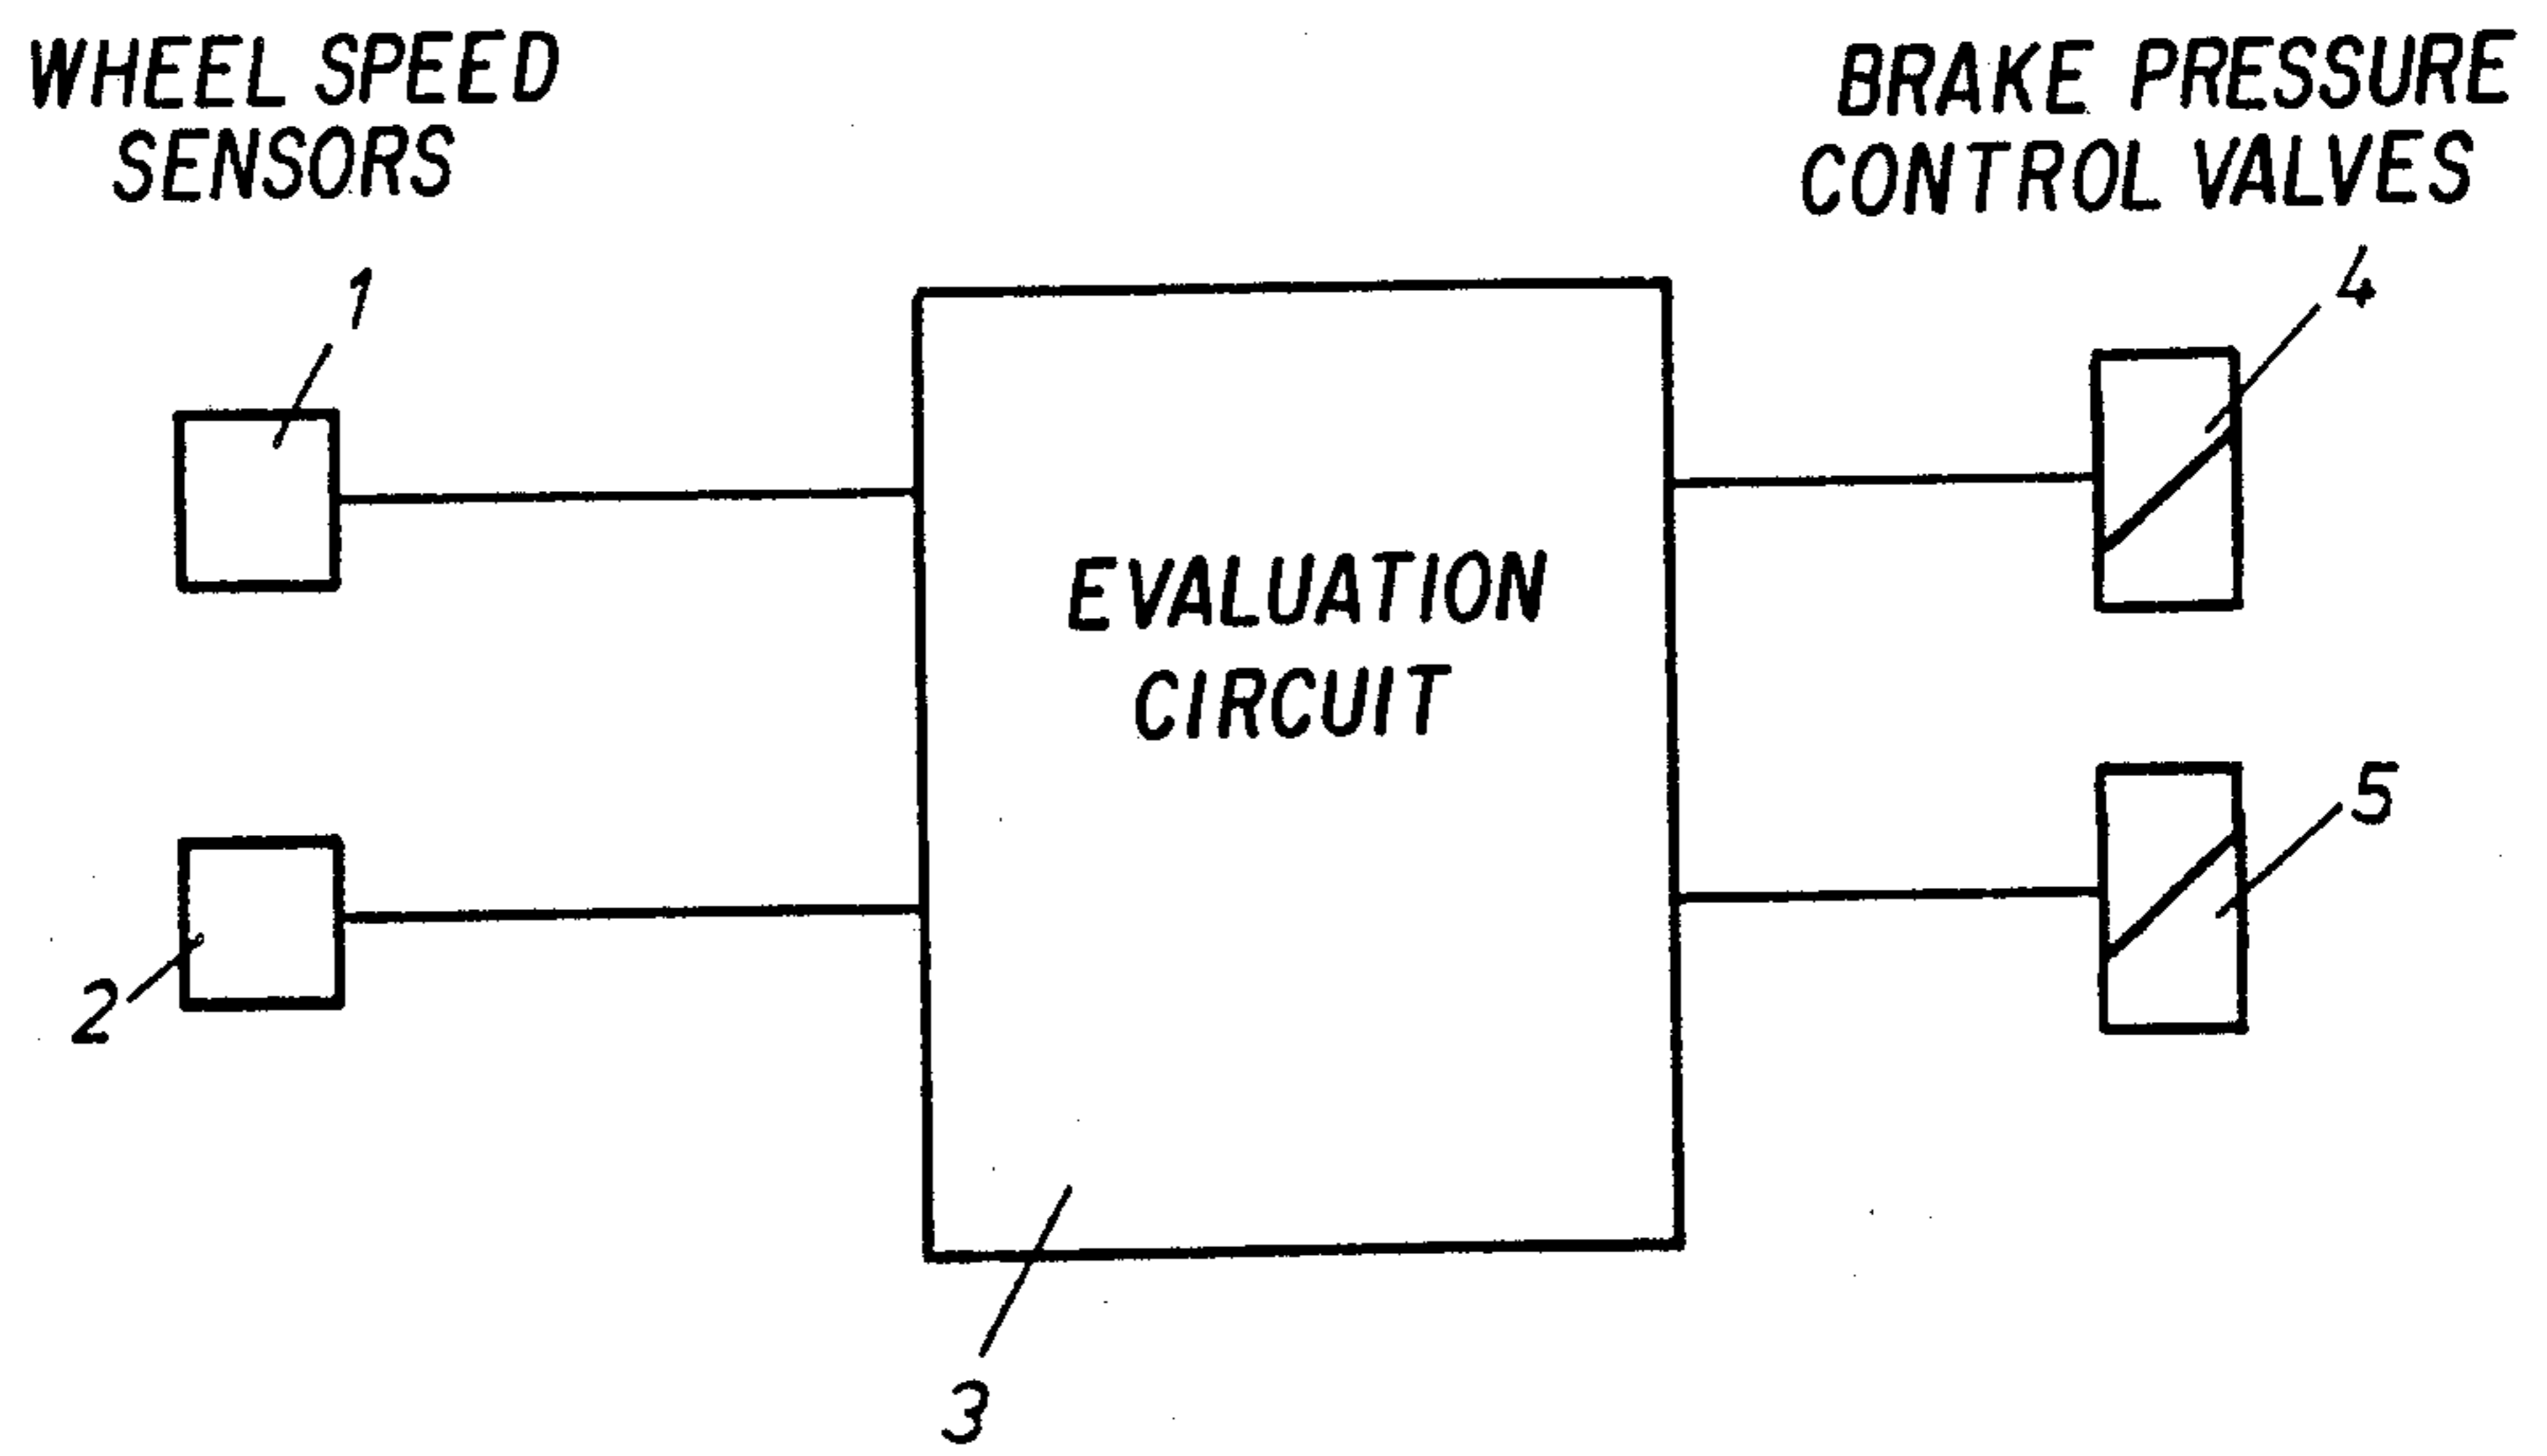 WHEEL SPEED
SENSORS
BRAKE PRESSURE
CONTROL VALVES
1
4
EVALUATION
CIRCUIT
5
2
3